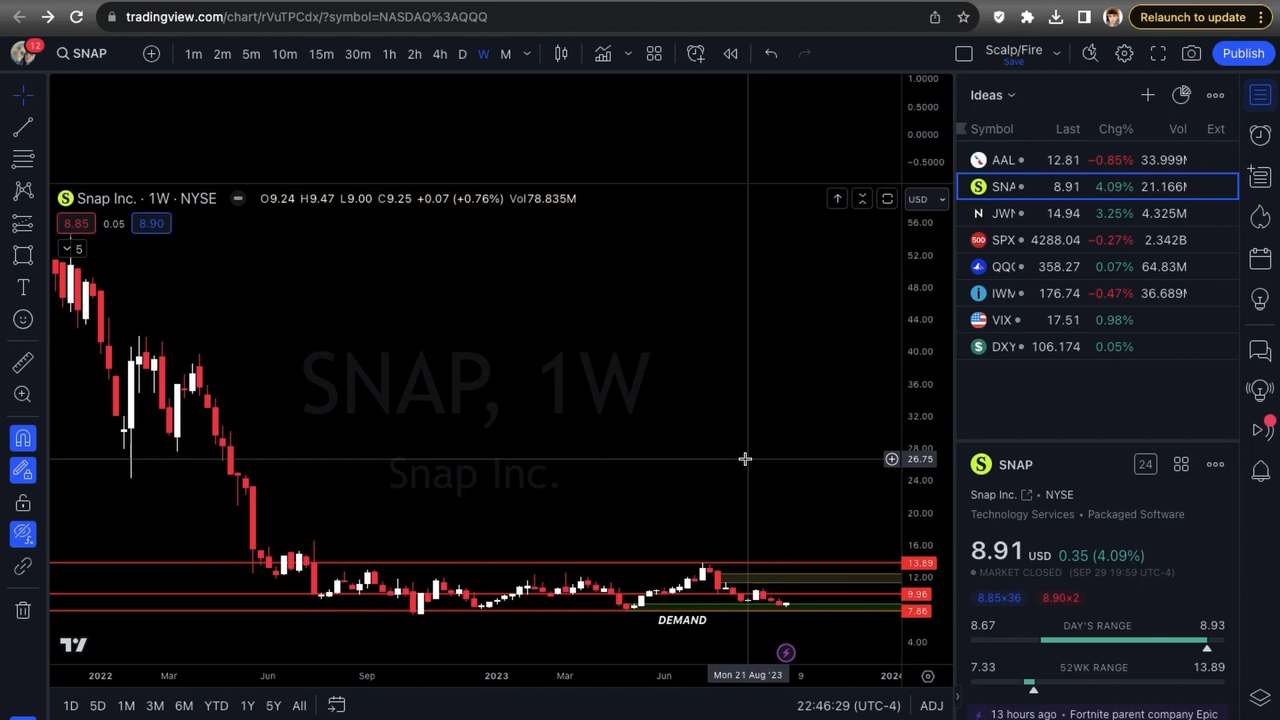 tradingview.com/chart/rVuTPCdx/?symbol=NASDAQ%3AQQQ
Relaunch to update
12
SNAP
1m 2m 5m 10m 15m 30m 1h 2h 4h D W M
Scalp/Fire
Save
Publish
Ideas
Symbol Last Chg% Vol Ext
AAL 12.81 −0.85% 33.999M
SNA 8.91 4.09% 21.166M
JWN 14.94 3.25% 4.325M
500 SPX 4288.04 −0.27% 2.342B
QQQ 358.27 0.07% 64.83M
IWM 176.74 −0.47% 36.689M
VIX 17.51 0.98%
DXY 106.174 0.05%
1.0000
0.5000
0.0000
−0.5000
Snap Inc. · 1W · NYSE
O9.24 H9.47 L9.00 C9.25 +0.07 (+0.76%) Vol78.835M
USD
8.85 0.05 8.90
5
56.00
52.00
48.00
44.00
40.00
36.00
32.00
28.00
26.75
24.00
20.00
16.00
13.89
12.00
9.96
7.86
4.00
SNAP, 1W
Snap Inc.
DEMAND
2022 Mar Jun Sep 2023 Mar Jun Mon 21 Aug '23 9 2024
1D 5D 1M 3M 6M YTD 1Y 5Y All
22:46:29 (UTC-4) ADJ
SNAP
24
Snap Inc. • NYSE
Technology Services • Packaged Software
8.91 USD 0.35 (4.09%)
MARKET CLOSED (SEP 29 19:59 UTC-4)
8.85×36 8.90×2
8.67 DAY'S RANGE 8.93
7.33 52WK RANGE 13.89
13 hours ago • Fortnite parent company Epic